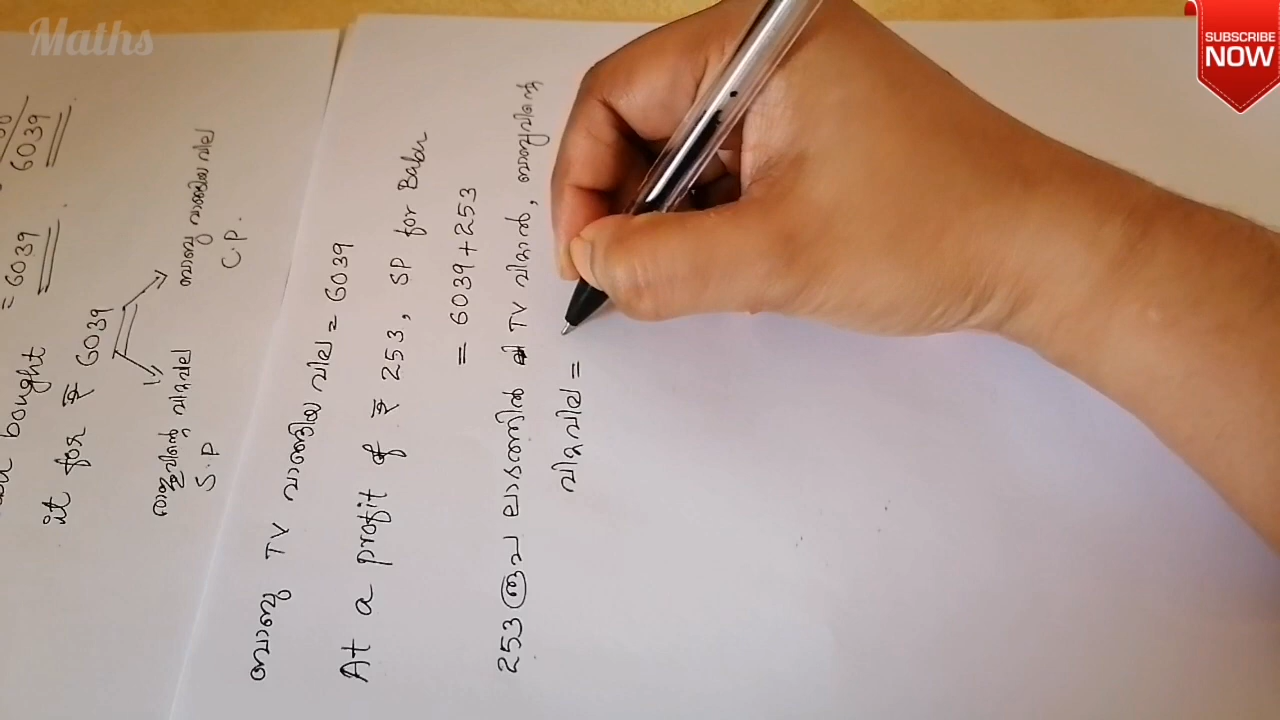 Maths
SUBSCRIBE
NOW
6039
= 6039
bought
it for ₹ 6039
രാജുവിന്റെ വിറ്റവില
S.P
ബാബു വാങ്ങിയ വില
C.P.
ബാബു TV വാങ്ങിയ വില = 6039
At a profit of ₹ 253, SP for Babu
= 6039+253
253 രൂപ ലാഭത്തിൽ TV വിറ്റാൽ, ബാബുവിന്റെ
വിറ്റവില =